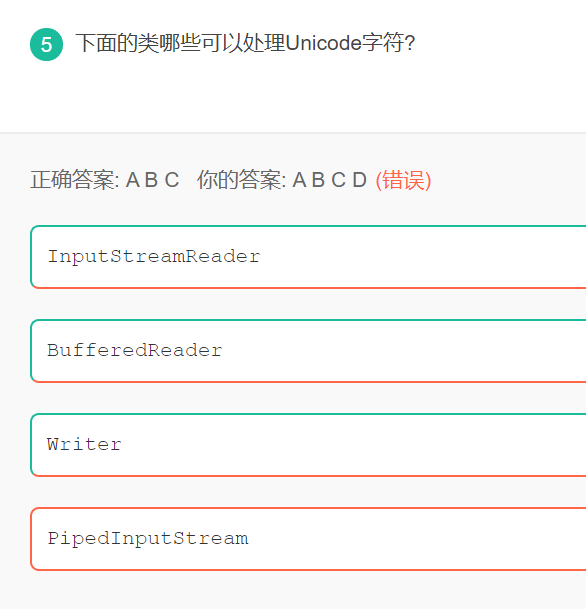 5 下面的类哪些可以处理Unicode字符?
正确答案: A B C 你的答案: A B C D (错误)
InputStreamReader
BufferedReader
Writer
PipedInputStream